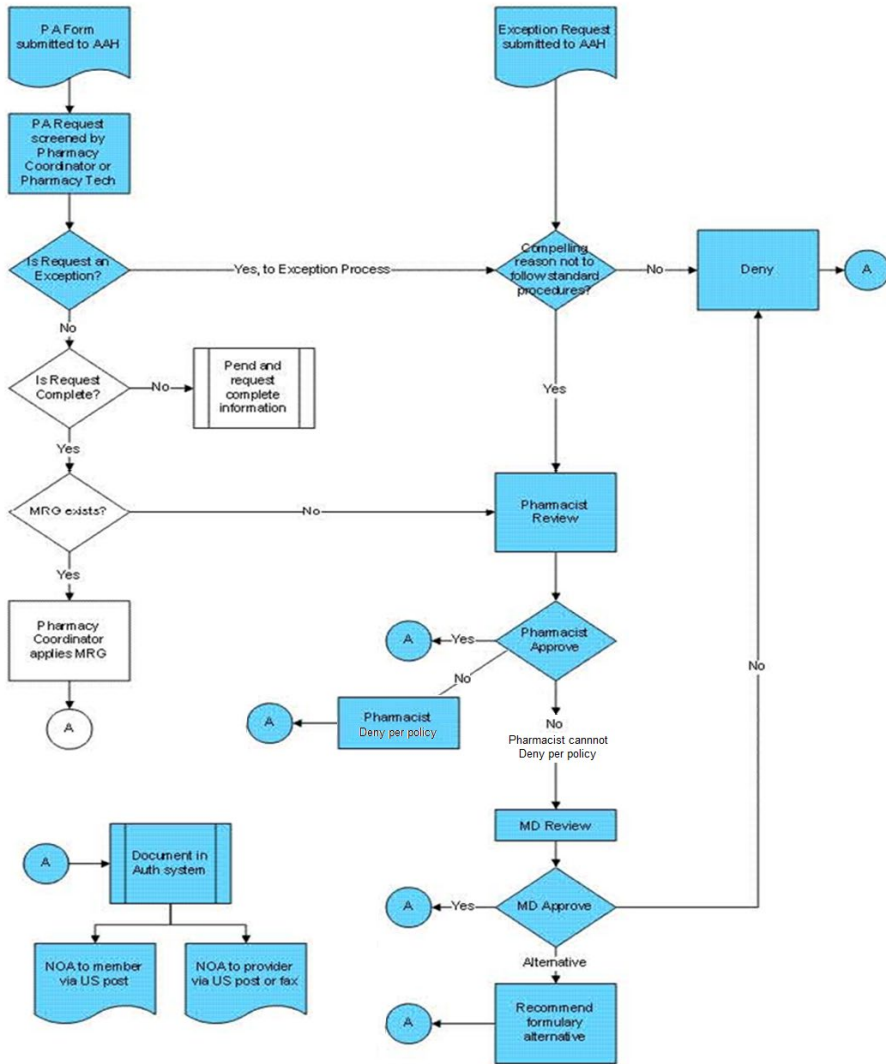 PA Form
submitted to AAH
Exception Request
submitted to AAH
PA Request
screened by
Pharmacy
Coordinator or
Pharmacy Tech
Is Request an
Exception?
Yes, to Exception Process
Compelling
reason not to
follow standard
procedures?
No
Deny
A
No
Is Request
Complete?
No
Pend and
request
complete
information
Yes
Yes
MRG exists?
No
Pharmacist
Review
Yes
Pharmacy
Coordinator
applies MRG
A
A
Yes
Pharmacist
Approve
No
No
A
Pharmacist
Deny per policy
No
Pharmacist cannnot
Deny per policy
MD Review
A
Document in
Auth system
A
Yes
MD Approve
NOA to member
via US post
NOA to provider
via US post or fax
Alternative
A
Recommend
formulary
alternative